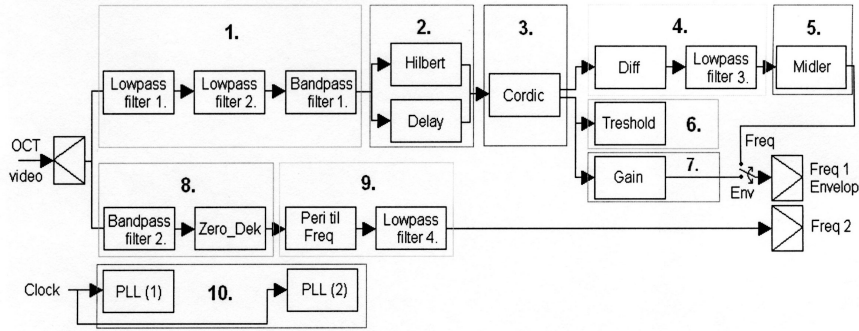 1.
2.
3.
4.
5.
Lowpass
filter 1.
Lowpass
filter 2.
Bandpass
filter 1.
Hilbert
Delay
Cordic
Diff
Lowpass
filter 3.
Midler
Treshold
6.
OCT
video
Freq
Gain
7.
Env
Freq 1
Envelop
8.
9.
Bandpass
filter 2.
Zero_Dek
Peri til
Freq
Lowpass
filter 4.
Freq 2
Clock
PLL (1)
10.
PLL (2)